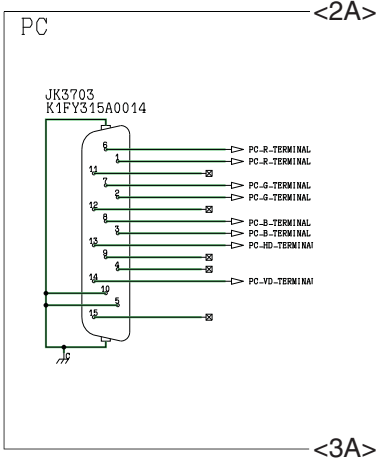 <2A>
PC
JK3703
K1FY315A0014
6 PC-R-TERMINAL
1 PC-R-TERMINAL
11
7 PC-G-TERMINAL
2 PC-G-TERMINAL
12
8 PC-B-TERMINAL
3 PC-B-TERMINAL
13 PC-HD-TERMINAL
9
4
14 PC-VD-TERMINAL
10
5
15
C
<3A>